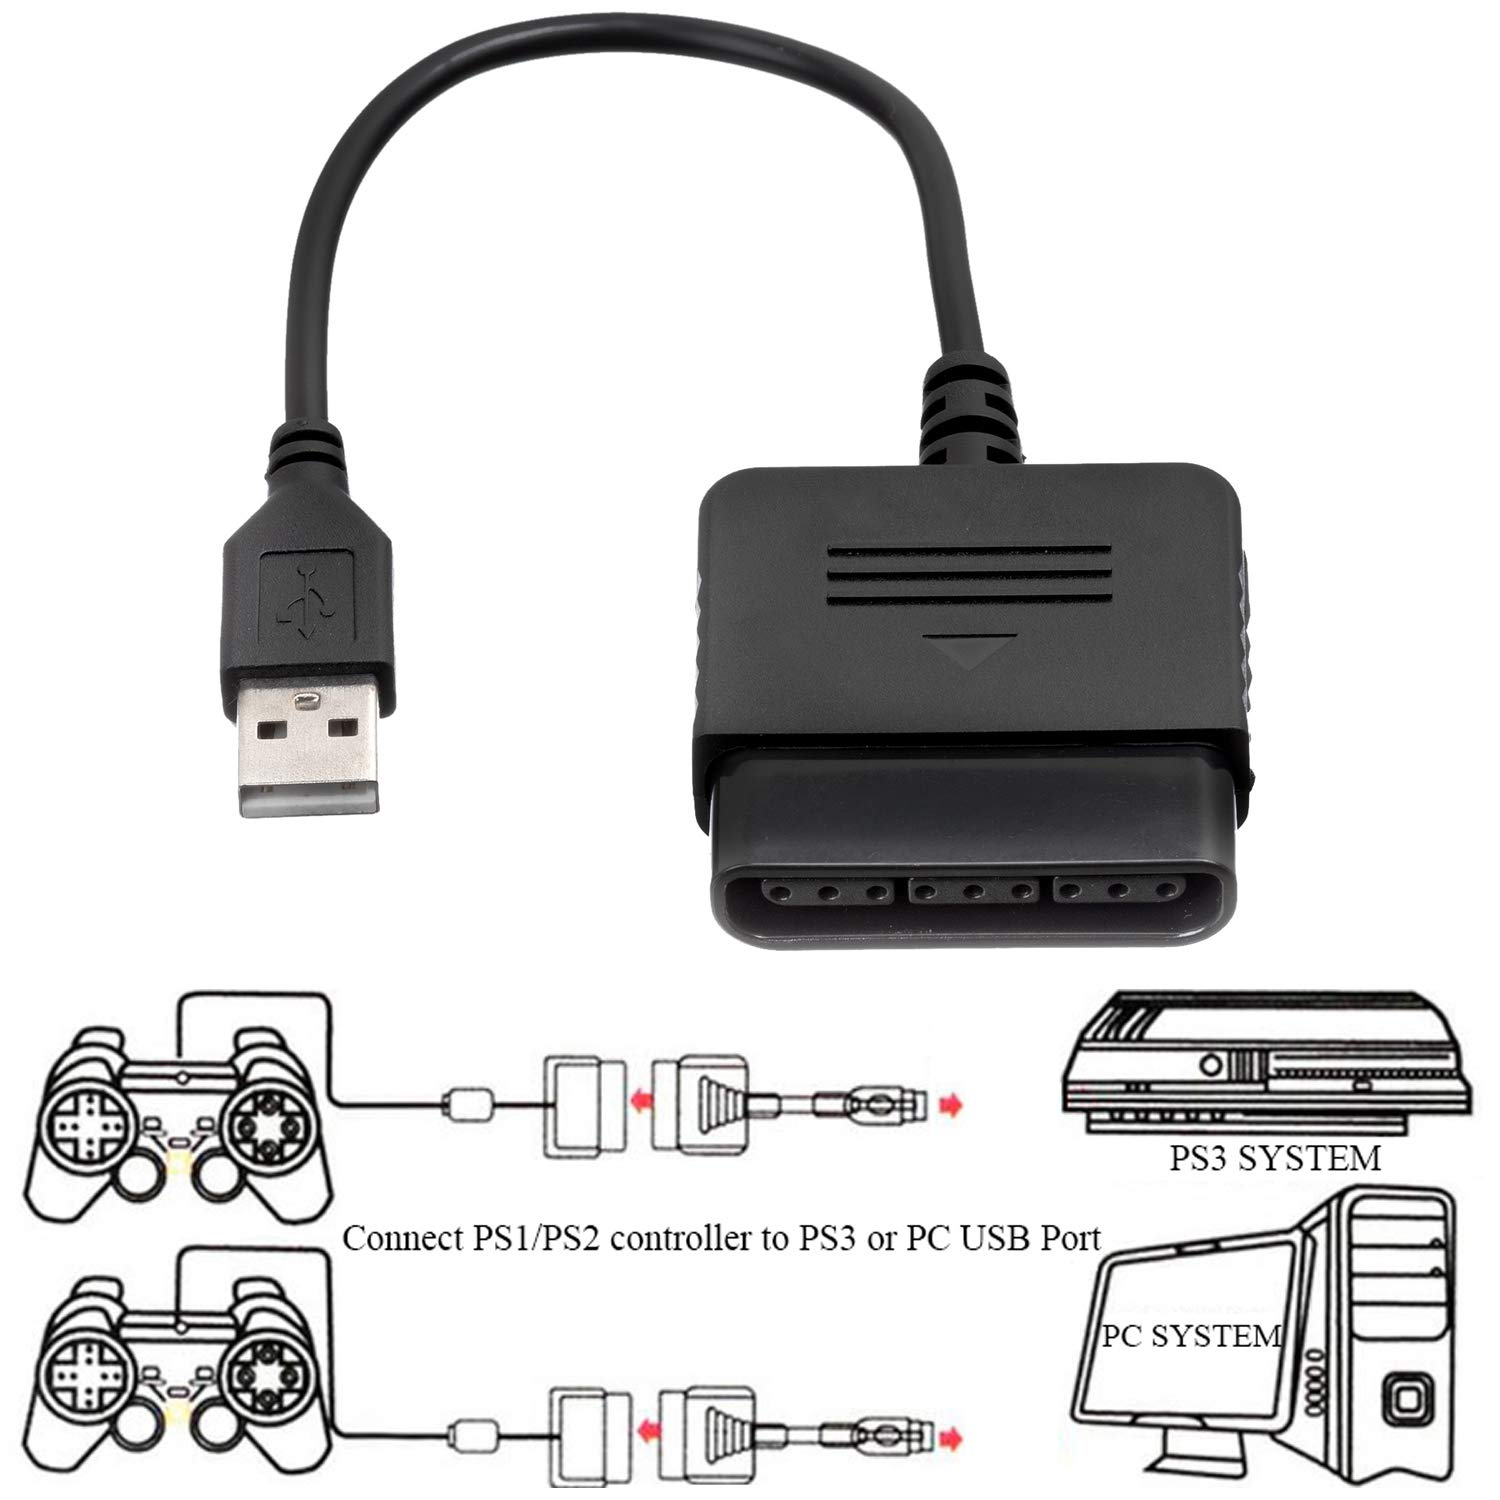 PS3 SYSTEM
Connect PS1/PS2 controller to PS3 or PC USB Port
PC SYSTEM